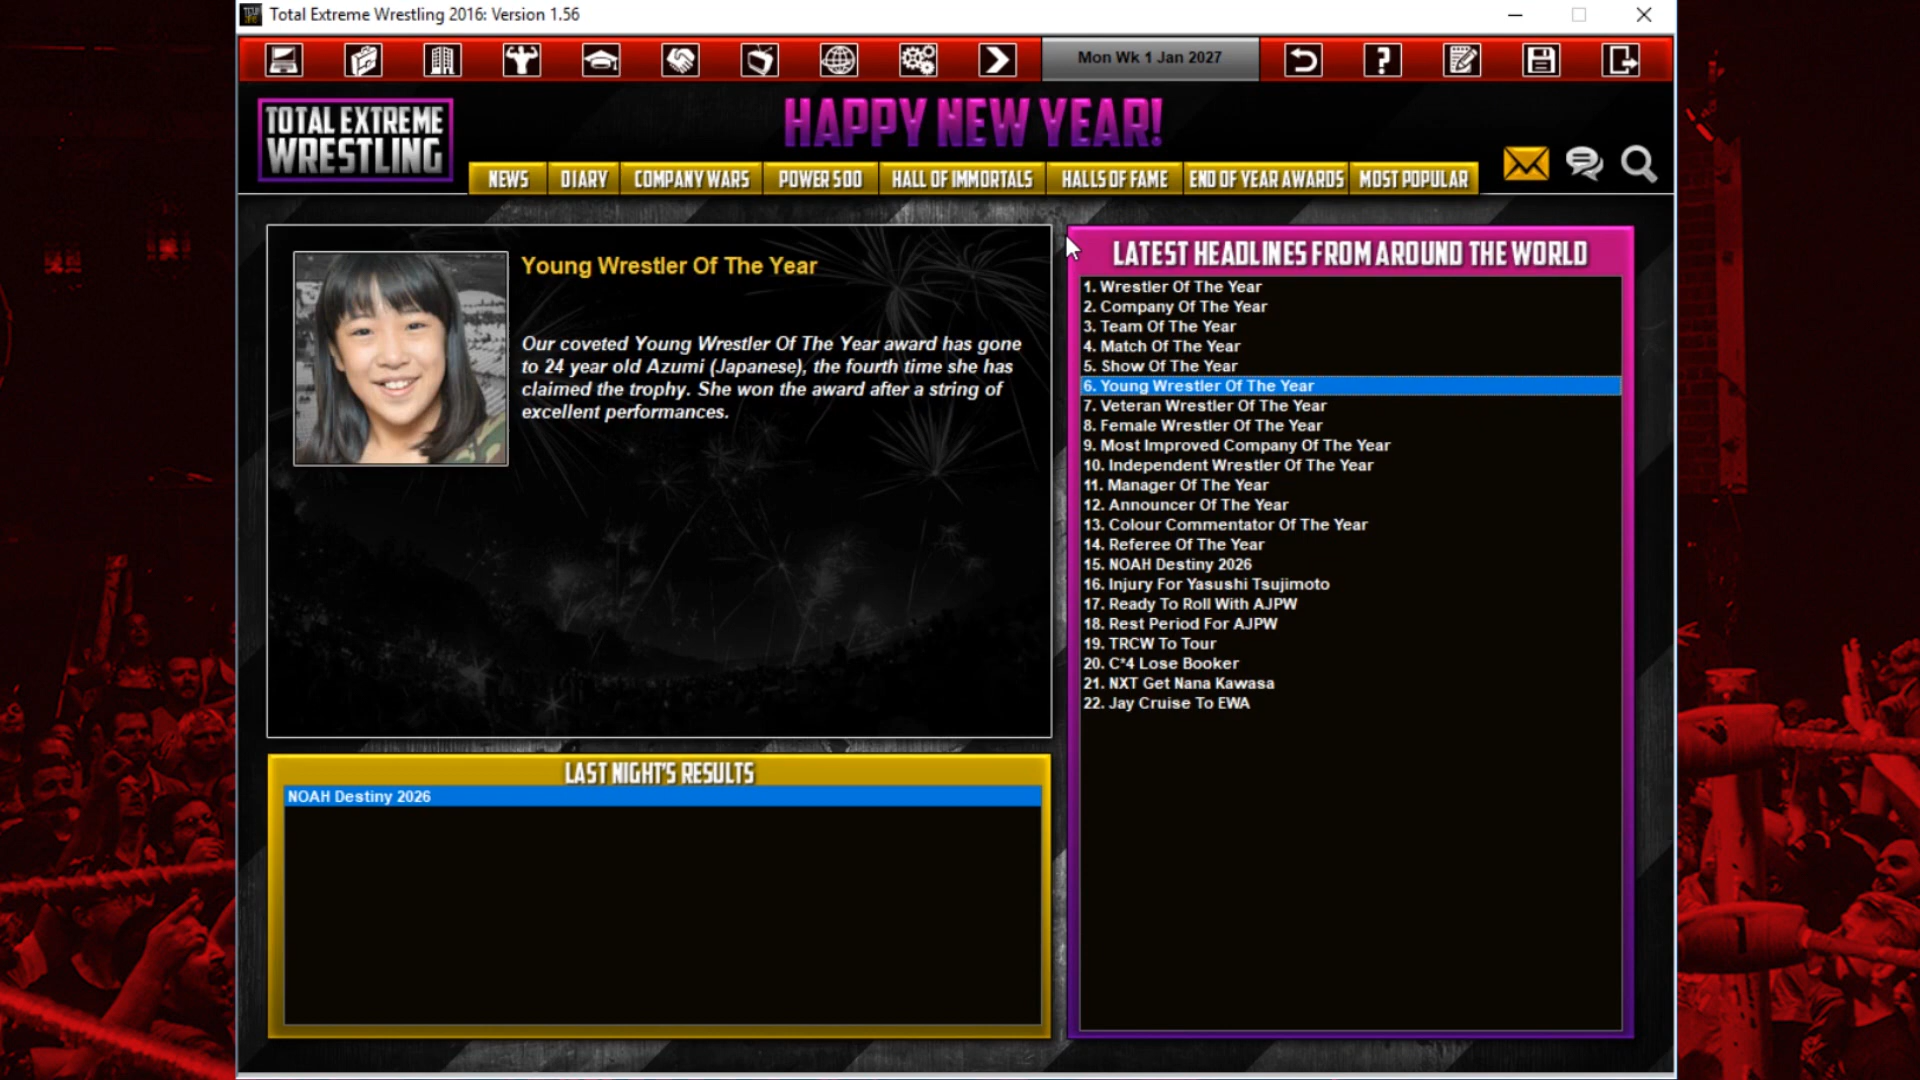 Total Extreme Wrestling 2016: Version 1.56
Mon Wk 1 Jan 2027
TOTAL EXTREME
WRESTLING
HAPPY NEW YEAR!
NEWS
DIARY
COMPANY WARS
POWER 500
HALL OF IMMORTALS
HALLS OF FAME
END OF YEAR AWARDS
MOST POPULAR
Young Wrestler Of The Year
Our coveted Young Wrestler Of The Year award has gone
to 24 year old Azumi (Japanese), the fourth time she has
claimed the trophy. She won the award after a string of
excellent performances.
LAST NIGHT'S RESULTS
NOAH Destiny 2026
LATEST HEADLINES FROM AROUND THE WORLD
1. Wrestler Of The Year
2. Company Of The Year
3. Team Of The Year
4. Match Of The Year
5. Show Of The Year
6. Young Wrestler Of The Year
7. Veteran Wrestler Of The Year
8. Female Wrestler Of The Year
9. Most Improved Company Of The Year
10. Independent Wrestler Of The Year
11. Manager Of The Year
12. Announcer Of The Year
13. Colour Commentator Of The Year
14. Referee Of The Year
15. NOAH Destiny 2026
16. Injury For Yasushi Tsujimoto
17. Ready To Roll With AJPW
18. Rest Period For AJPW
19. TRCW To Tour
20. C*4 Lose Booker
21. NXT Get Nana Kawasa
22. Jay Cruise To EWA